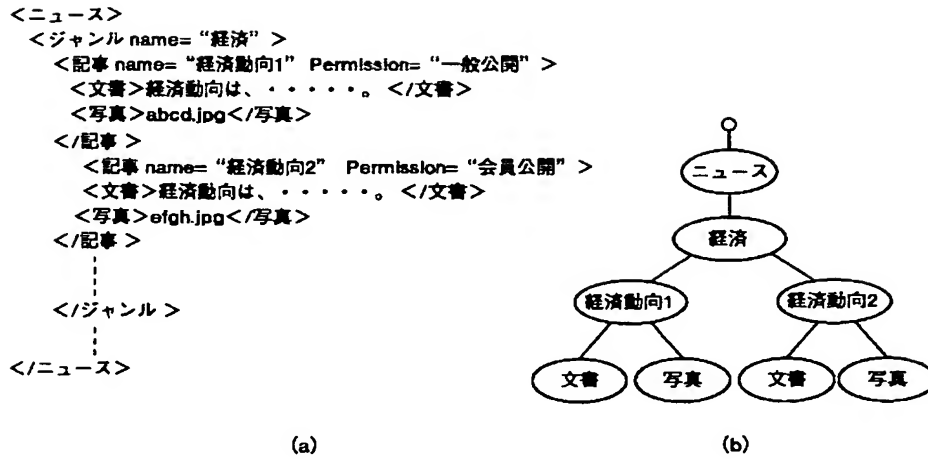 <ニュース>
<ジャンル name= “経済” >
<記事 name= “経済動向1” Permission= “一般公開” >
<文書>経済動向は、・・・・・。 </文書>
<写真>abcd.jpg</写真>
</記事 >
<記事 name= “経済動向2” Permission= “会員公開” >
<文書>経済動向は、・・・・・。 </文書>
<写真>efgh.jpg</写真>
</記事 >
</ジャンル >
</ニュース>
(a)
ニュース
経済
経済動向1 経済動向2
文書 写真 文書 写真
(b)